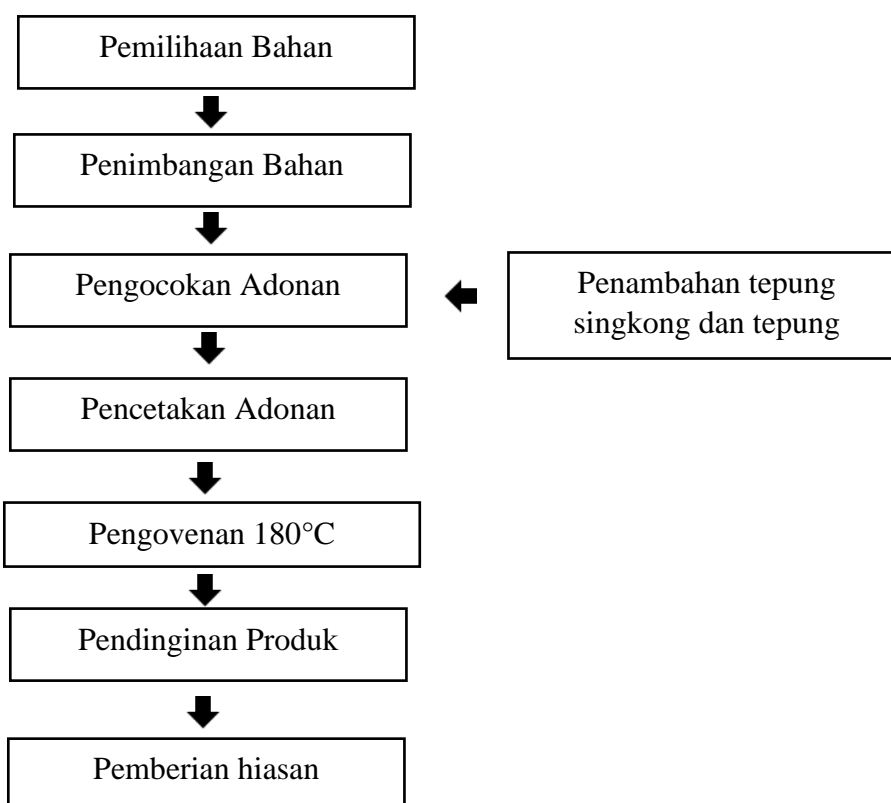 Pemilihaan Bahan
Penimbangan Bahan
Pengocokan Adonan
Penambahan tepung
singkong dan tepung
Pencetakan Adonan
Pengovenan 180°C
Pendinginan Produk
Pemberian hiasan